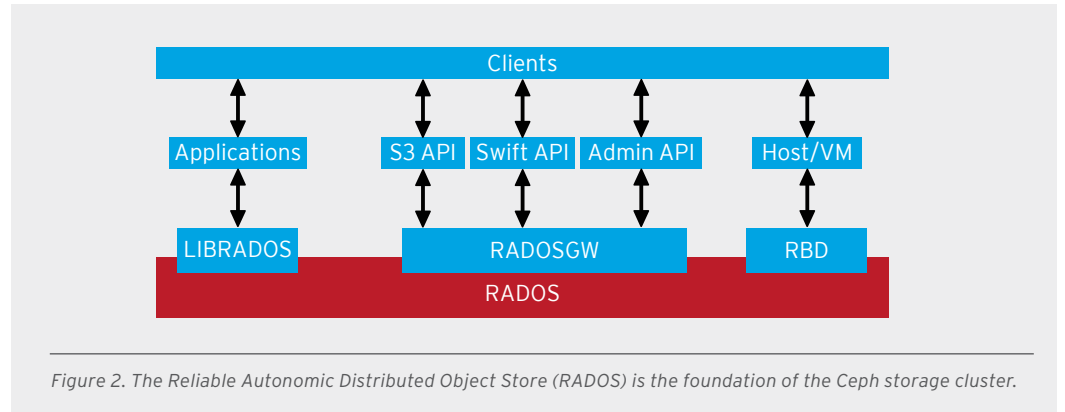 Clients
Applications
S3 API
Swift API
Admin API
Host/VM
LIBRADOS
RADOSGW
RBD
RADOS
Figure 2. The Reliable Autonomic Distributed Object Store (RADOS) is the foundation of the Ceph storage cluster.